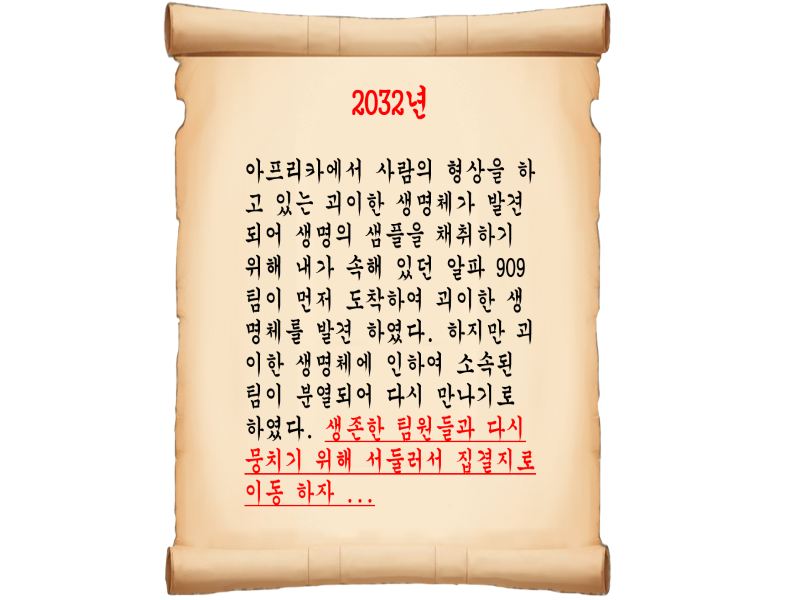 2032년
아프리카에서 사람의 형상을 하
고 있는 괴이한 생명체가 발견
되어 생명의 샘플을 채취하기
위해 내가 속해 있던 알파 909
팀이 먼저 도착하여 괴이한 생
명체를 발견 하였다. 하지만 괴
이한 생명체에 인하여 소속된
팀이 분열되어 다시 만나기로
하였다. 생존한 팀원들과 다시
뭉치기 위해 서둘러서 집결지로
이동 하자 ...